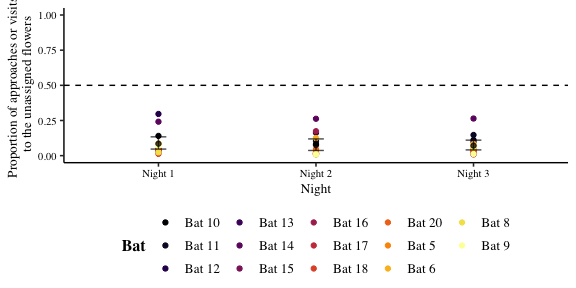 Proportion of approaches or visits
to the unassigned flowers
1.00
0.75
0.50
0.25
0.00
Night 1 Night 2 Night 3
Night
Bat
Bat 10 Bat 13 Bat 16 Bat 20 Bat 8
Bat 11 Bat 14 Bat 17 Bat 5 Bat 9
Bat 12 Bat 15 Bat 18 Bat 6